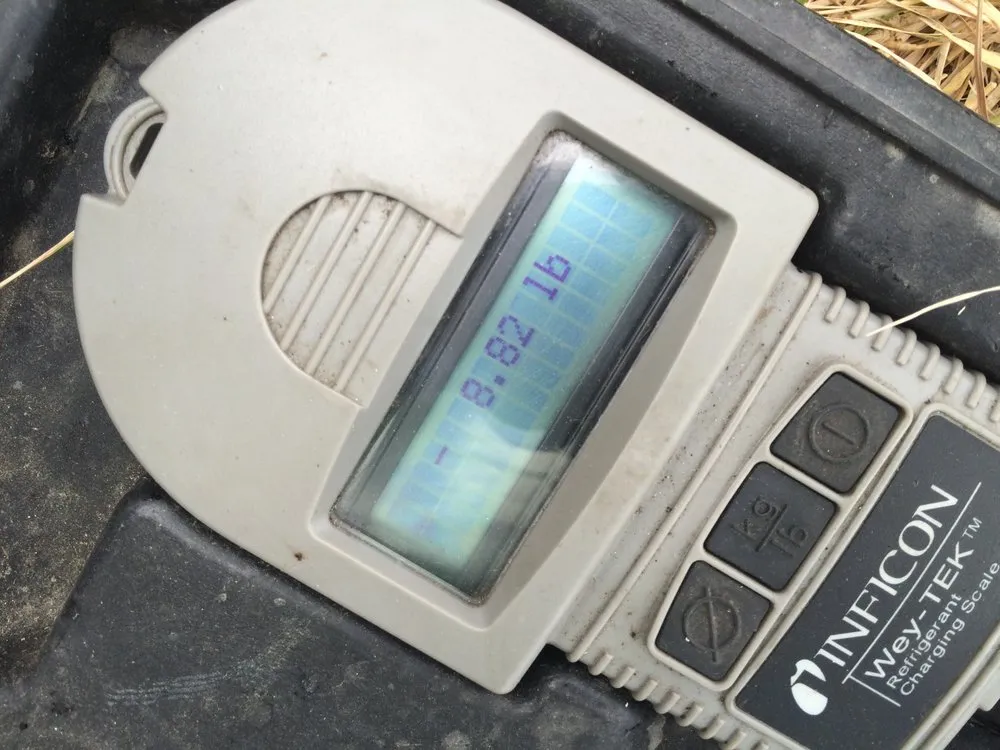 - 8.82 lb
kg
lb
INFICON
Wey-TEK™
Refrigerant
Charging Scale